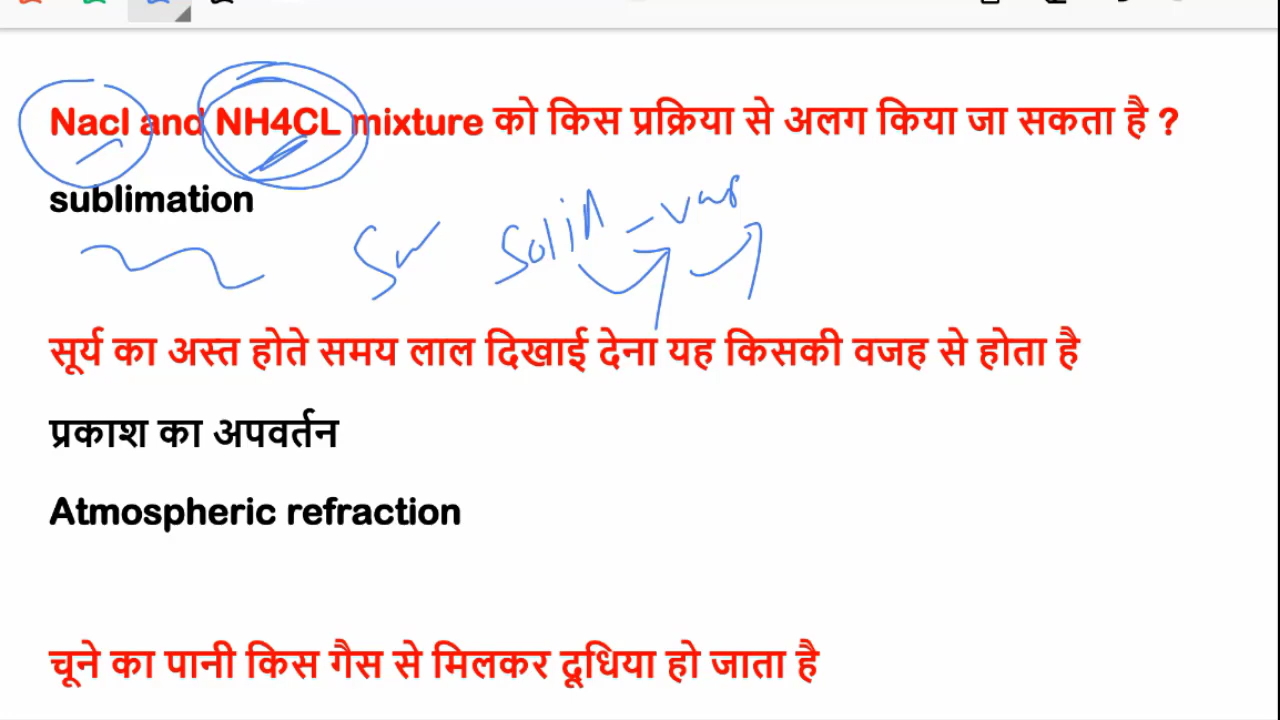 Nacl and NH4CL mixture को किस प्रक्रिया से अलग किया जा सकता है ?
sublimation
Solid - vap
सूर्य का अस्त होते समय लाल दिखाई देना यह किसकी वजह से होता है
प्रकाश का अपवर्तन
Atmospheric refraction
चूने का पानी किस गैस से मिलकर दूधिया हो जाता है